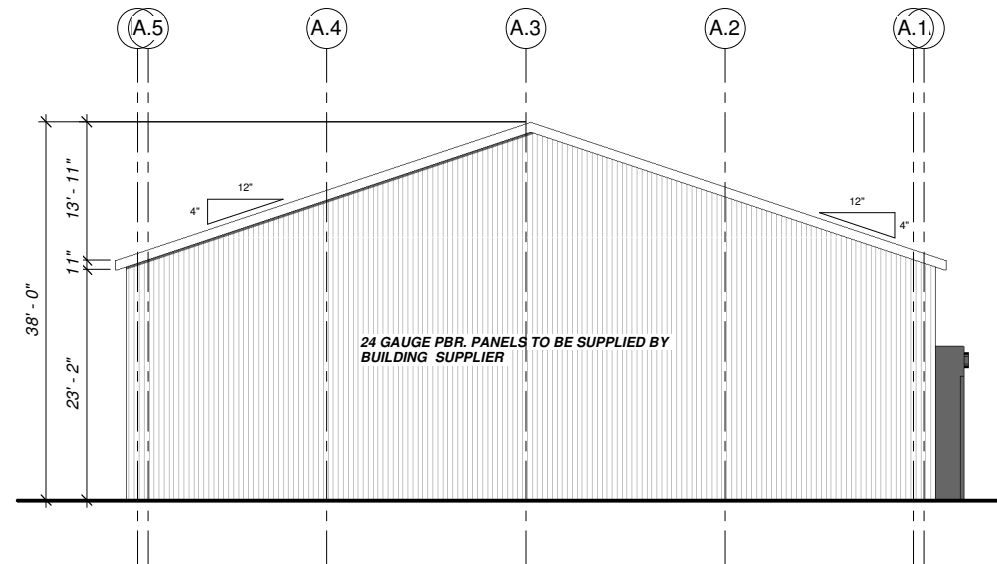 A.5
A.4
A.3
A.2
A.1
13' - 11"
12"
4"
12"
4"
11"
38' - 0"
24 GAUGE PBR. PANELS TO BE SUPPLIED BY
BUILDING SUPPLIER
23' - 2"